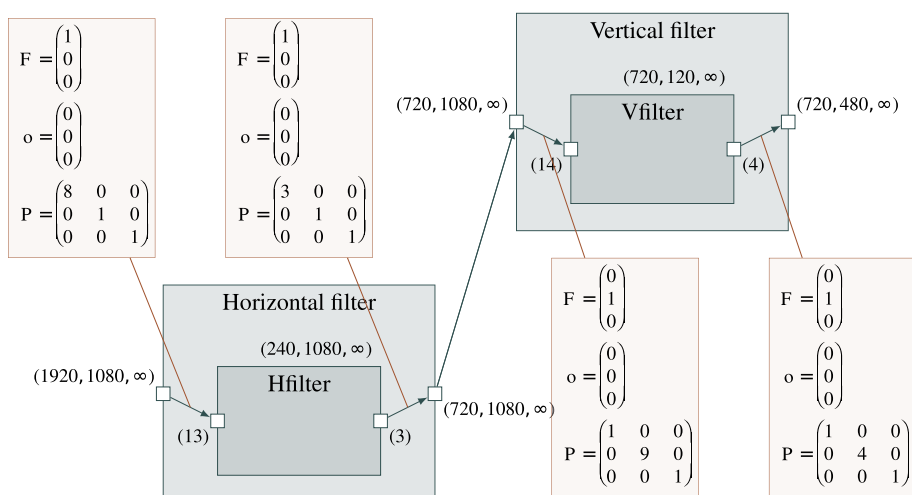 F = (1 0 0)
o = (0 0 0)
P = (8 0 0
0 1 0
0 0 1)
F = (1 0 0)
o = (0 0 0)
P = (3 0 0
0 1 0
0 0 1)
Vertical filter
(720, 120, ∞)
(720, 1080, ∞)
(720, 480, ∞)
Vfilter
(14)
(4)
Horizontal filter
(240, 1080, ∞)
(1920, 1080, ∞)
Hfilter
(720, 1080, ∞)
(13)
(3)
F = (0 1 0)
o = (0 0 0)
P = (1 0 0
0 9 0
0 0 1)
F = (0 1 0)
o = (0 0 0)
P = (1 0 0
0 4 0
0 0 1)